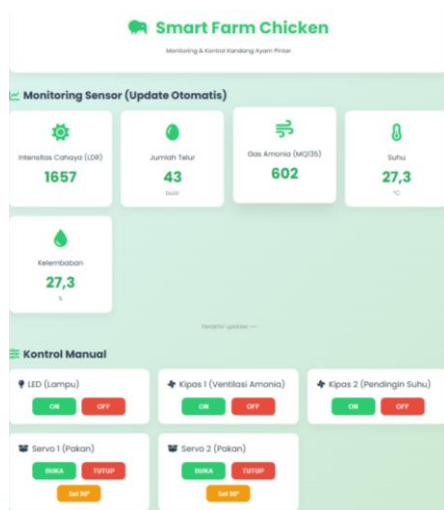 Smart Farm Chicken
Monitoring & Kontrol Kandang Ayam Pintar
Monitoring Sensor (Update Otomatis)
Intensitas Cahaya (LDR)
1657
Jumlah Telur
43
butir
Gas Amonia (MQ135)
602
Suhu
27,3
°C
Kelembaban
27,3
%
Terakhir update: --
Kontrol Manual
LED (Lampu)
ON OFF
Kipas 1 (Ventilasi Amonia)
ON OFF
Kipas 2 (Pendingin Suhu)
ON OFF
Servo 1 (Pakan)
BUKA TUTUP
Set 90°
Servo 2 (Pakan)
BUKA TUTUP
Set 90°